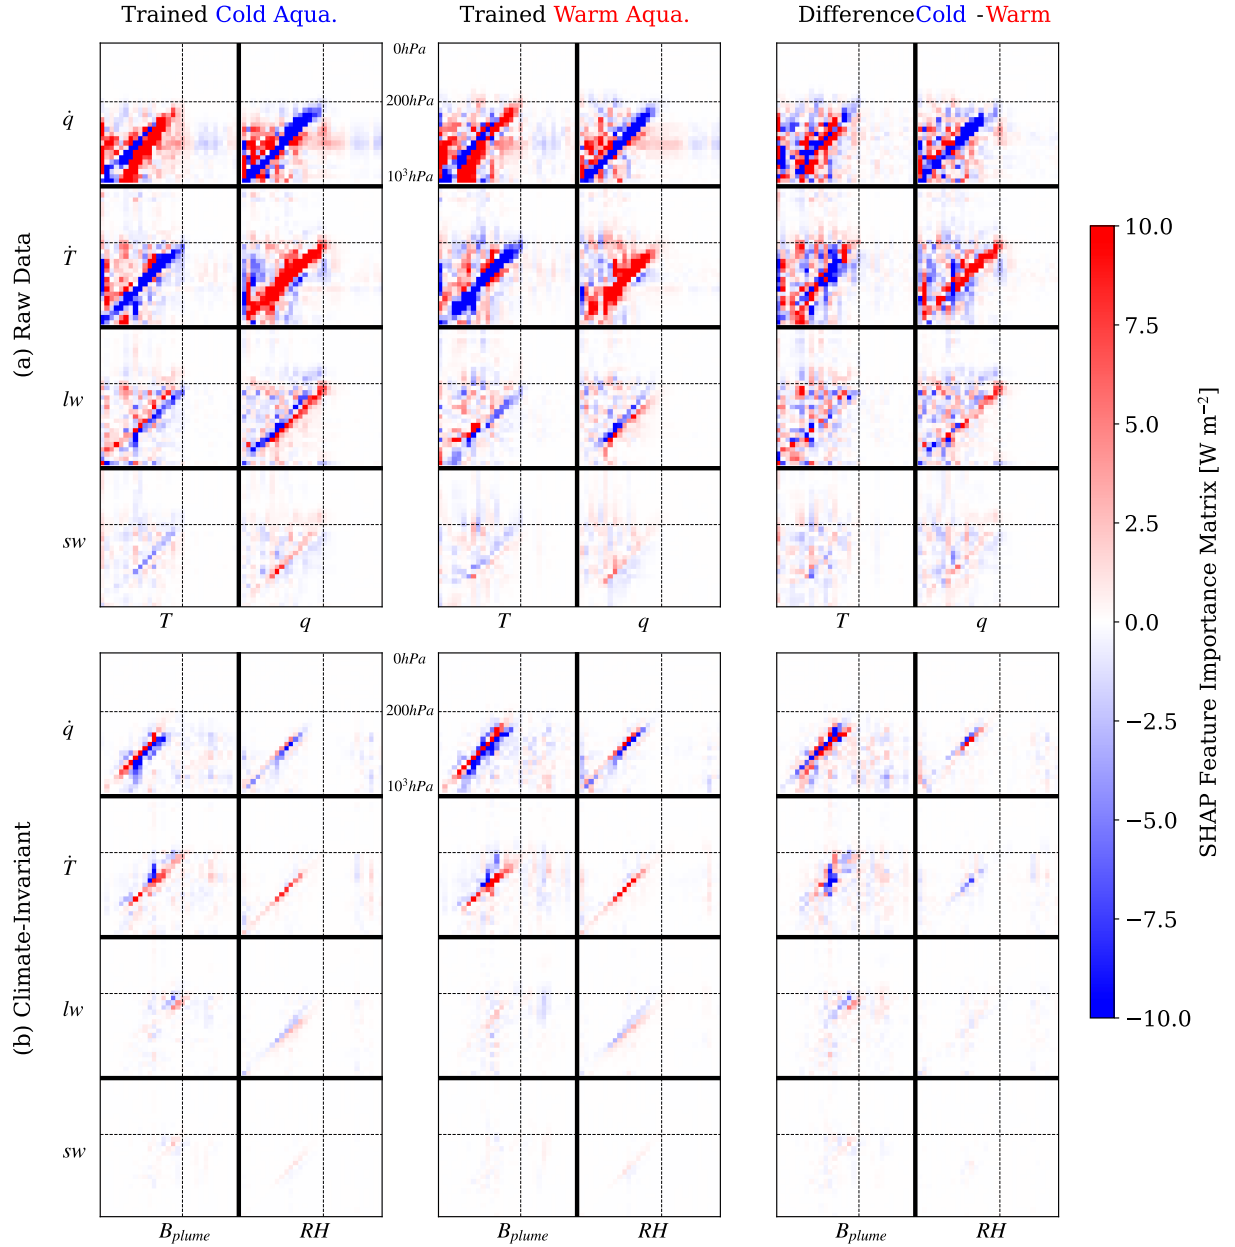 Trained Cold Aqua.
Trained Warm Aqua.
DifferenceCold -Warm
(a) Raw Data
q̇
Ṫ
lw
sw
0hPa
200hPa
10³hPa
T
q
T
q
T
q
(b) Climate-Invariant
q̇
Ṫ
lw
sw
0hPa
200hPa
10³hPa
B_plume
RH
B_plume
RH
B_plume
RH
10.0
7.5
5.0
2.5
0.0
−2.5
−5.0
−7.5
−10.0
SHAP Feature Importance Matrix [W m⁻²]